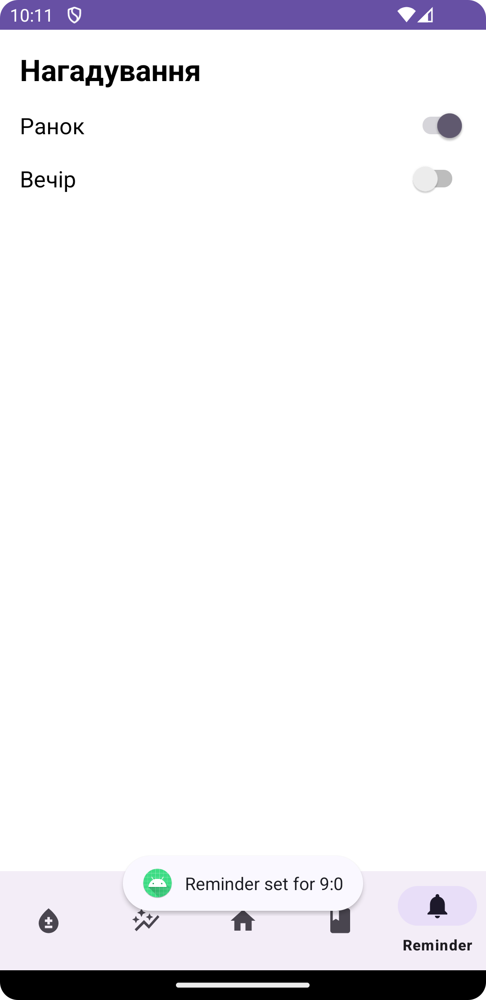 10:11
Нагадування
Ранок
Вечір
Reminder set for 9:0
Reminder